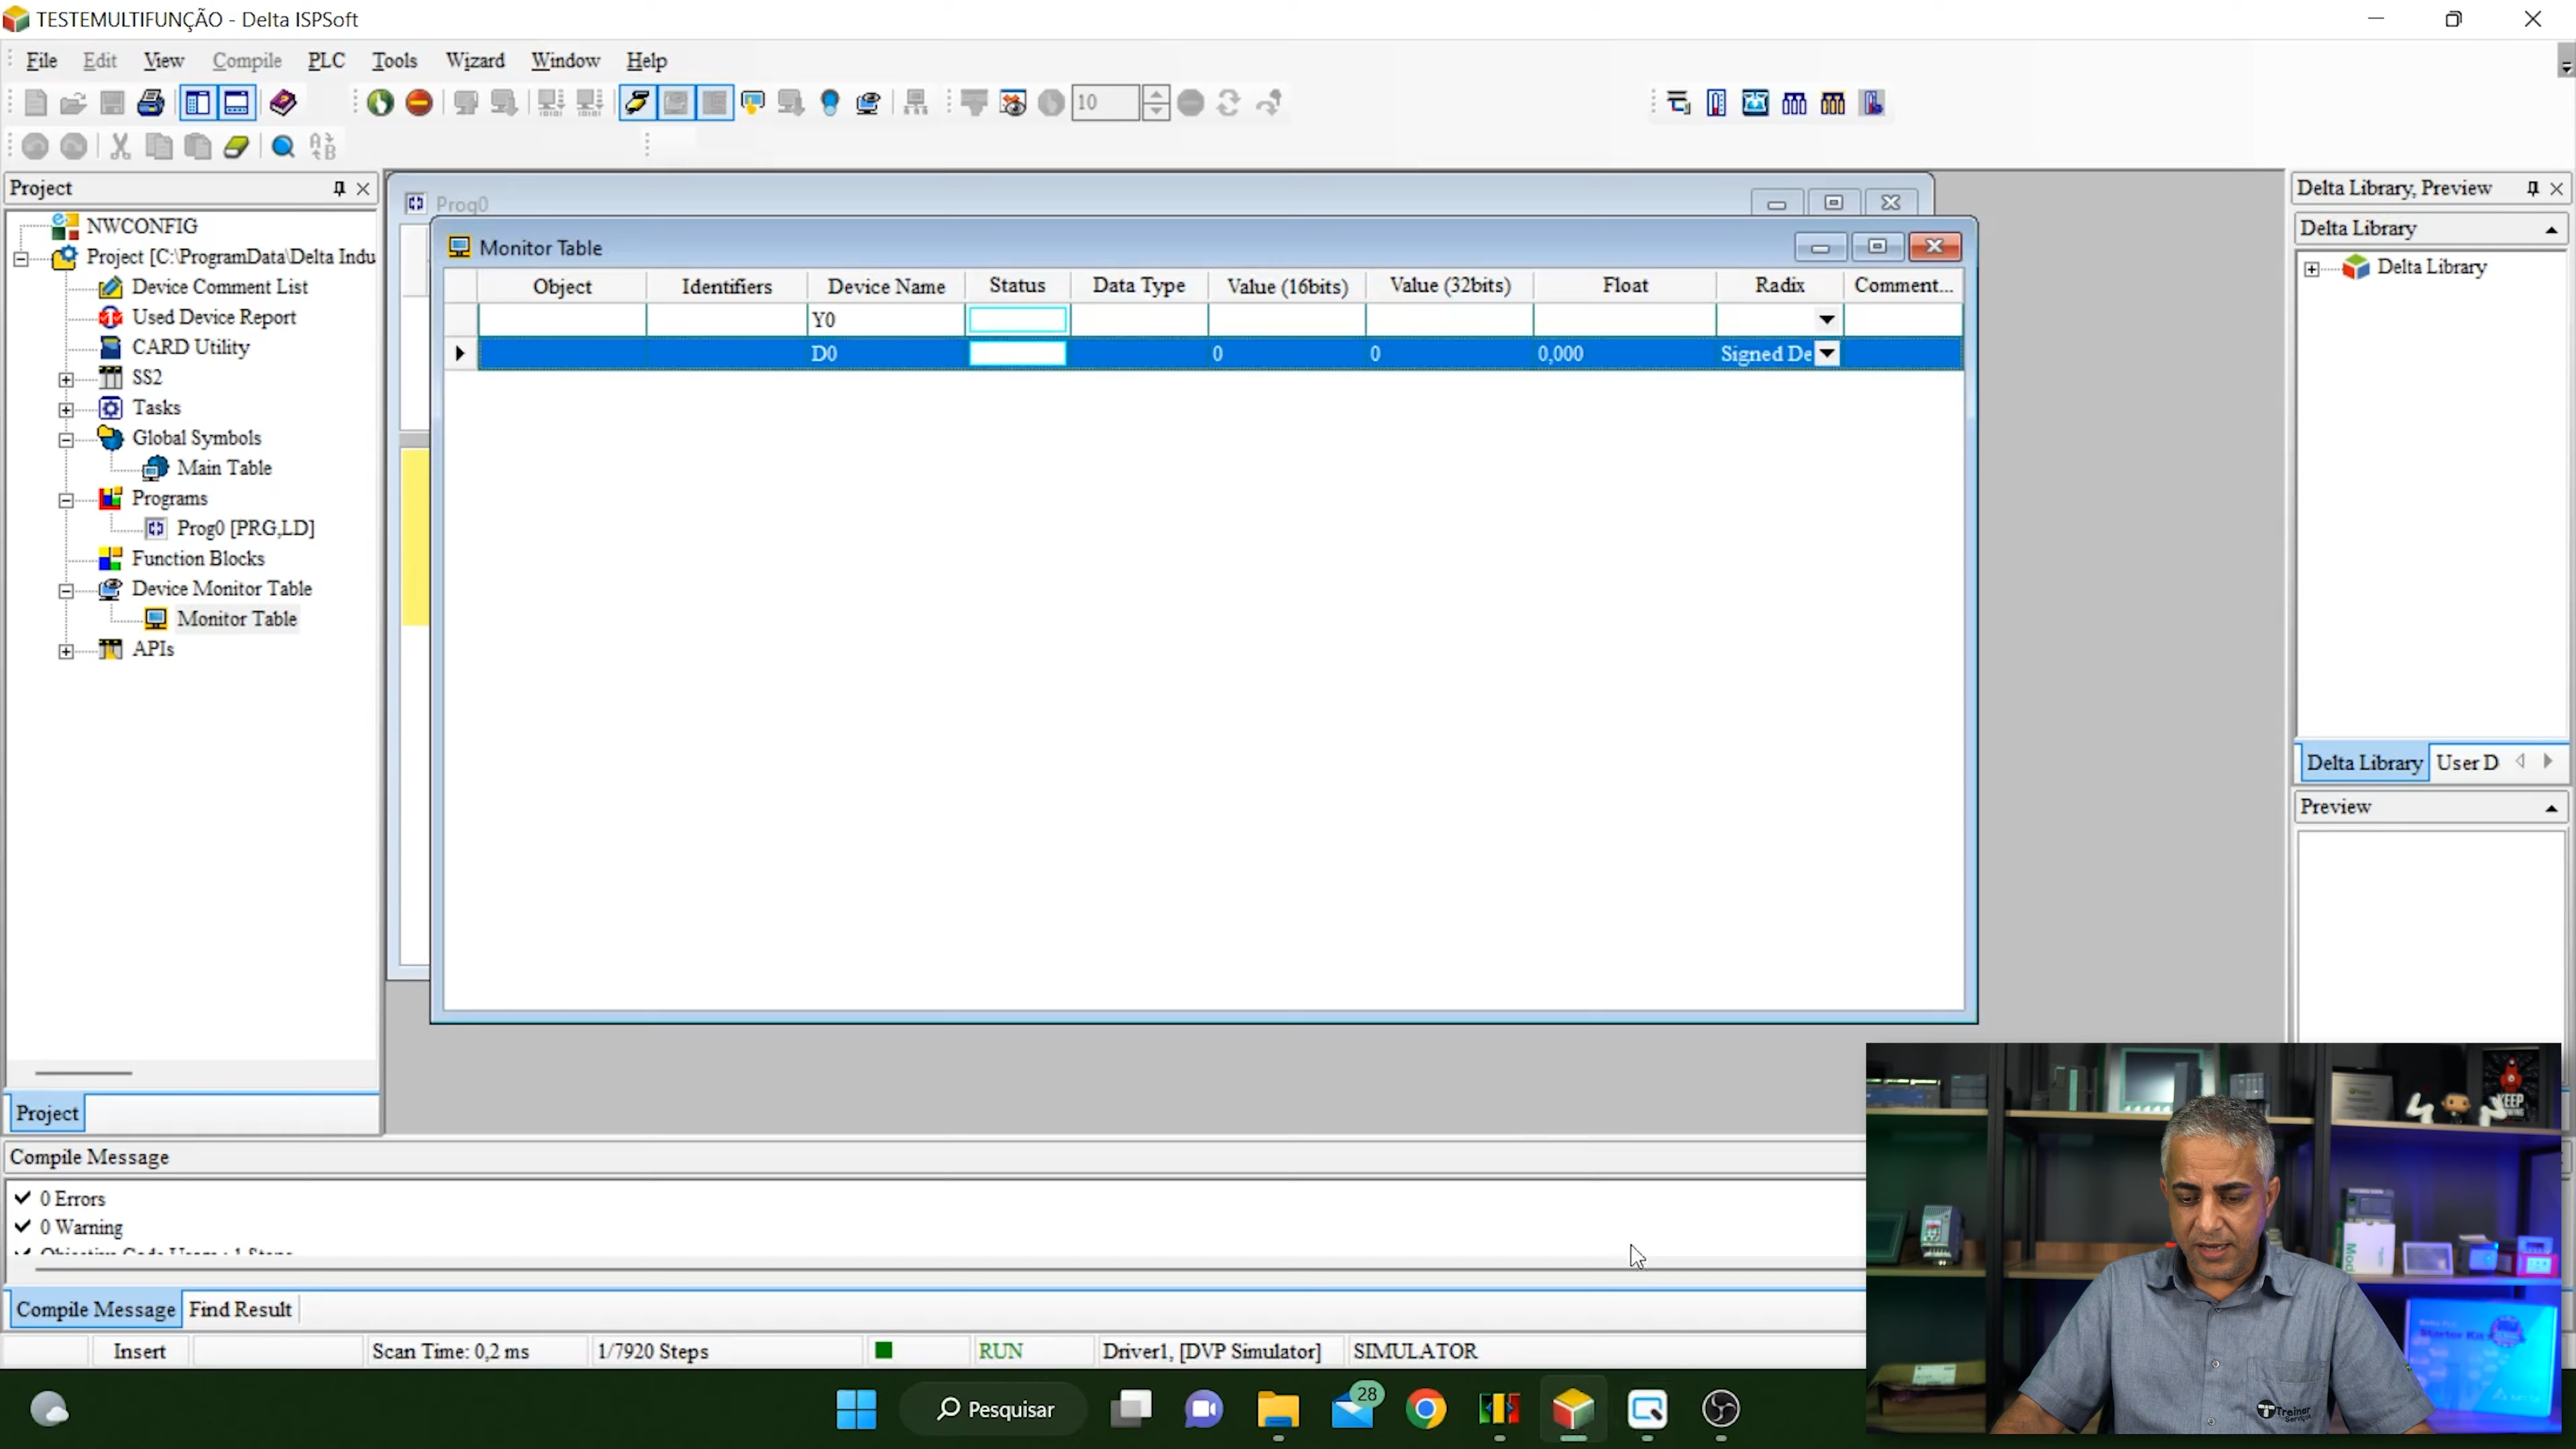 TESTEMULTIFUNÇÃO - Delta ISPSoft
File Edit View Compile PLC Tools Wizard Window Help
10
Project
NWCONFIG
Project [C:\ProgramData\Delta Indu
Device Comment List
Used Device Report
CARD Utility
SS2
Tasks
Global Symbols
Main Table
Programs
Prog0 [PRG,LD]
Function Blocks
Device Monitor Table
Monitor Table
APIs
Project
Prog0
Monitor Table
Object Identifiers Device Name Status Data Type Value (16bits) Value (32bits) Float Radix Comment...
Y0
D0 0 0 0,000 Signed De
Delta Library, Preview
Delta Library
Delta Library
Delta Library User D
Preview
Compile Message
0 Errors
0 Warning
Compile Message Find Result
Insert Scan Time: 0,2 ms 1/7920 Steps RUN Driver1, [DVP Simulator] SIMULATOR
Pesquisar
28
KEEP
Starter Kit
Treinar
Serviços